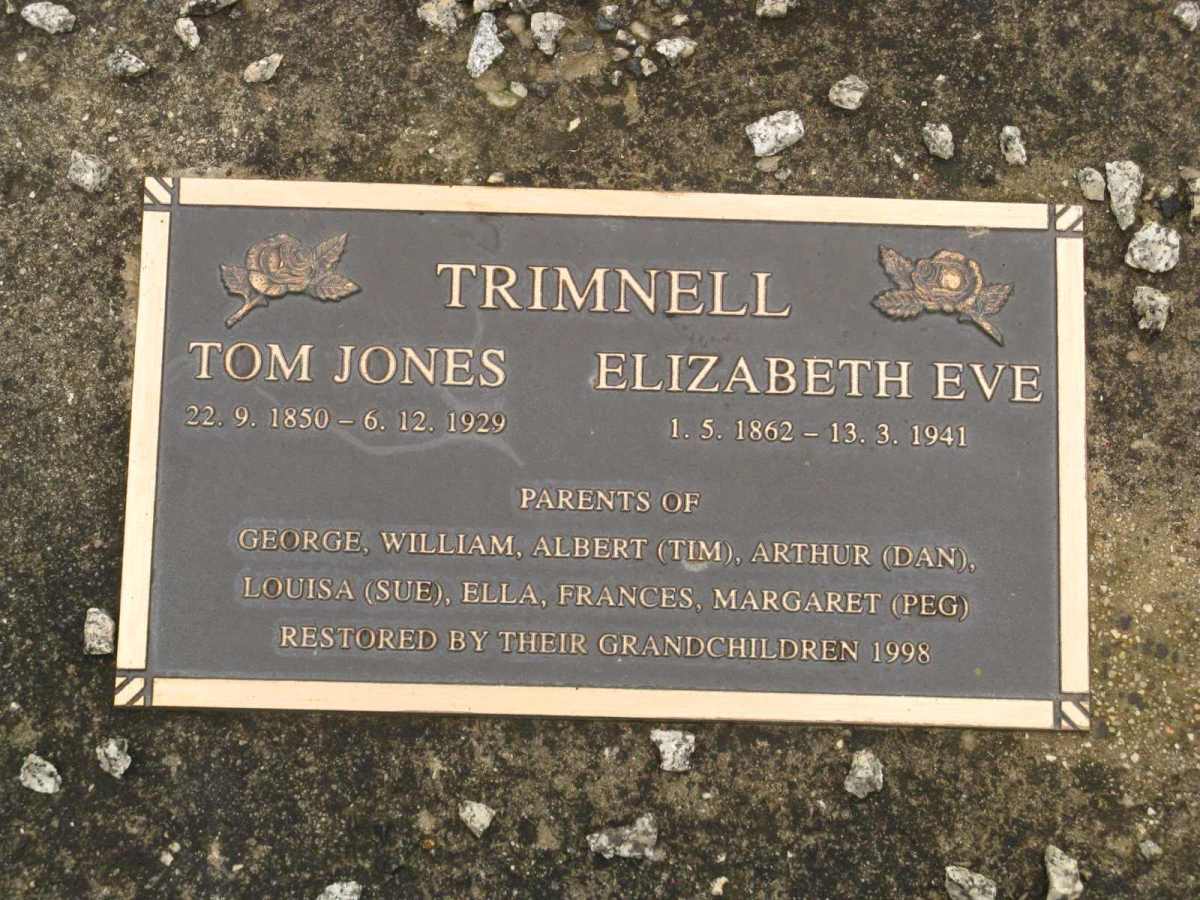 TRIMNELL
TOM JONES
22. 9. 1850 – 6. 12. 1929
ELIZABETH EVE
1. 5. 1862 – 13. 3. 1941
PARENTS OF
GEORGE, WILLIAM, ALBERT (TIM), ARTHUR (DAN),
LOUISA (SUE), ELLA, FRANCES, MARGARET (PEG)
RESTORED BY THEIR GRANDCHILDREN 1998